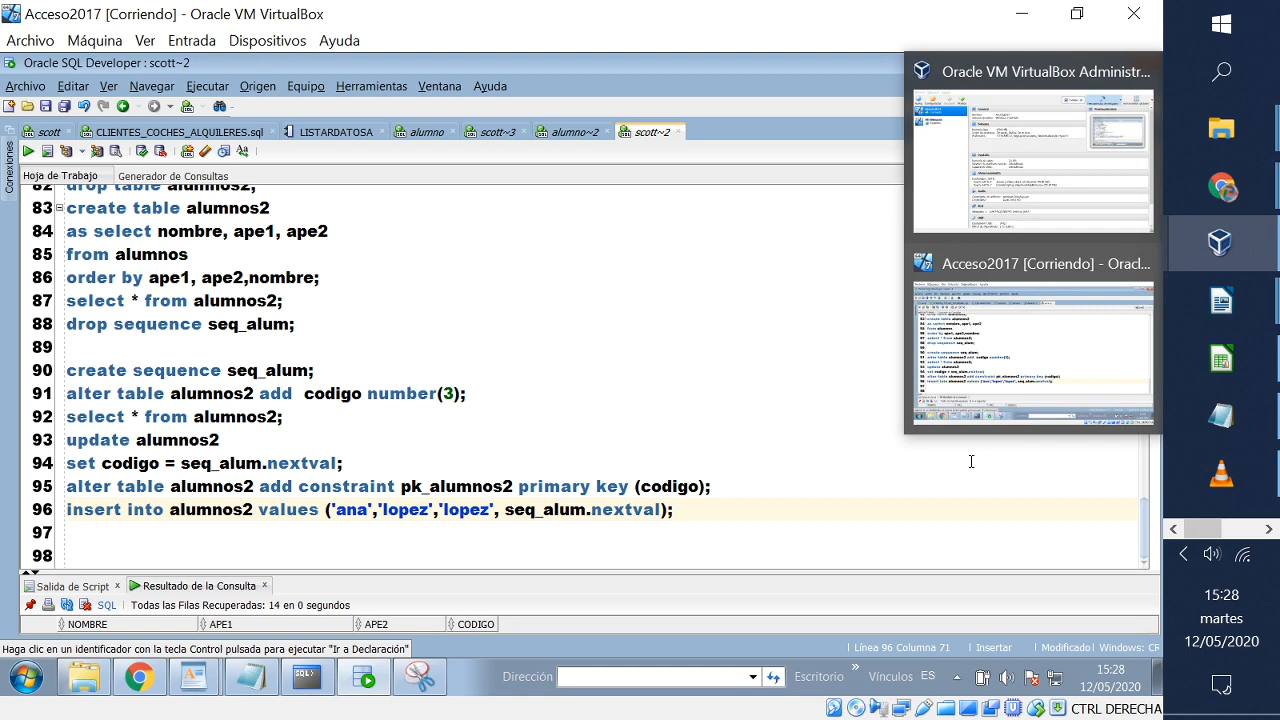 Acceso2017 [Corriendo] - Oracle VM VirtualBox
Archivo Máquina Ver Entrada Dispositivos Ayuda
Oracle SQL Developer : scott~2
Archivo Editar Ver Navegar Ejecutar Origen Equipo Herramientas Versiones Ventana Ayuda
scott
alumno
scott~2
Hoja de Trabajo Generador de Consultas
82 drop table alumnos2;
83 create table alumnos2
84 as select nombre, ape1, ape2
85 from alumnos
86 order by ape1, ape2,nombre;
87 select * from alumnos2;
88 drop sequence seq_alum;
89
90 create sequence seq_alum;
91 alter table alumnos2 add codigo number(3);
92 select * from alumnos2;
93 update alumnos2
94 set codigo = seq_alum.nextval;
95 alter table alumnos2 add constraint pk_alumnos2 primary key (codigo);
96 insert into alumnos2 values ('ana','lopez','lopez', seq_alum.nextval);
97
98
Conexiones
Oracle VM VirtualBox Administr...
Acceso2017 [Corriendo] - Oracl...
Salida de Script Resultado de la Consulta
SQL Todas las Filas Recuperadas: 14 en 0 segundos
NOMBRE APE1 APE2 CODIGO
Haga clic en un identificador con la tecla Control pulsada para ejecutar "Ir a Declaración"
Línea 96 Columna 71 Insertar Modificado Windows: CR
Dirección Escritorio Vínculos ES
15:28
12/05/2020
CTRL DERECHA
15:28
martes
12/05/2020